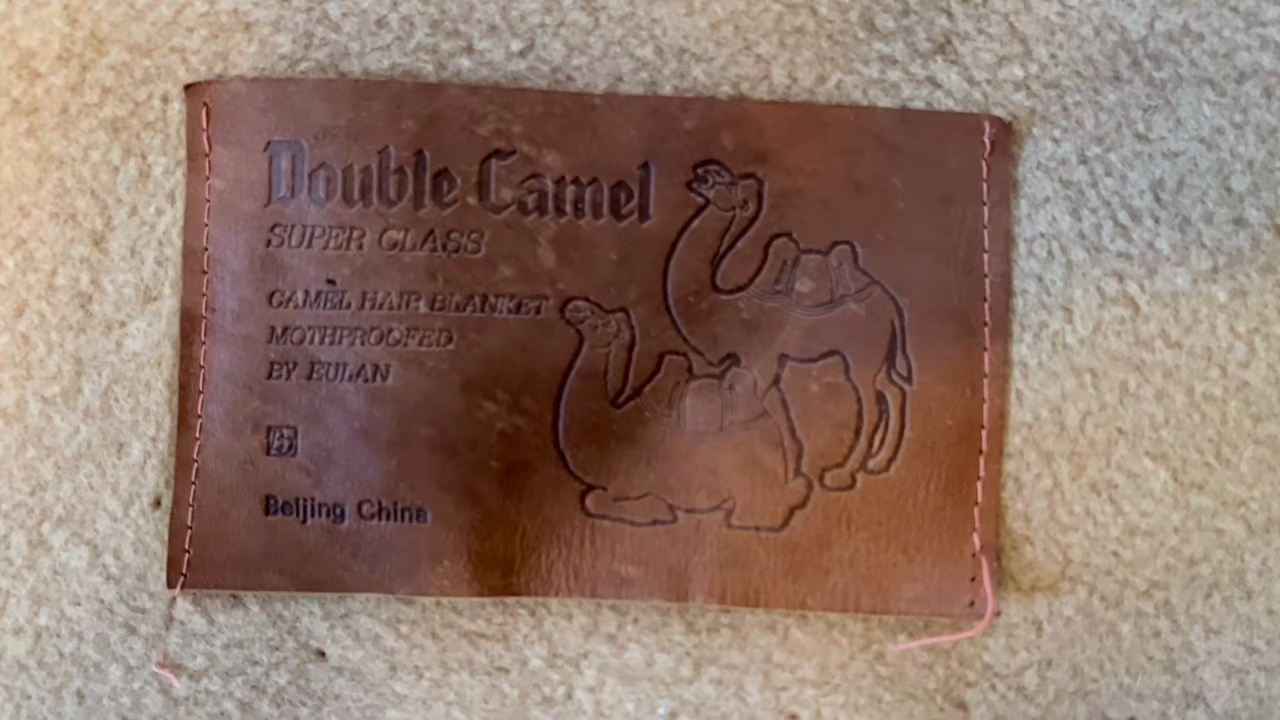 Double Camel
SUPER CLASS
CAMEL HAIR BLANKET
MOTHPROOFED
BY EULAN
Beijing China